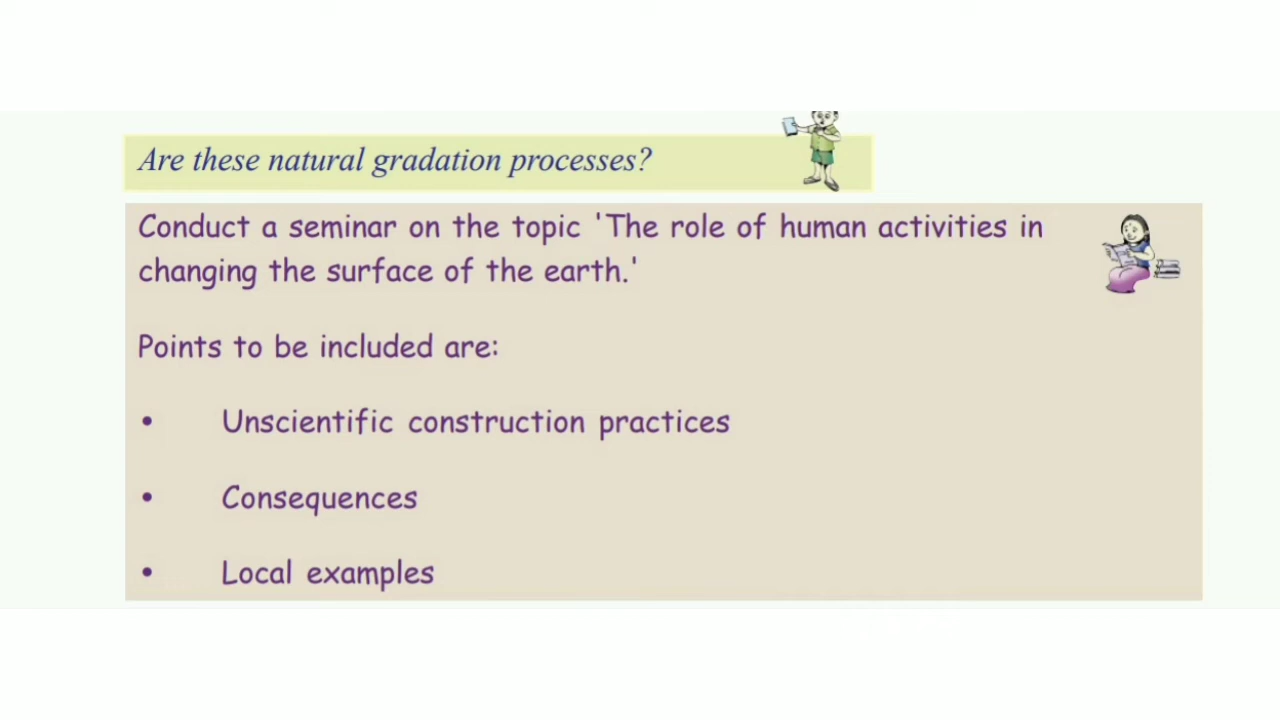 Are these natural gradation processes?
Conduct a seminar on the topic 'The role of human activities in
changing the surface of the earth.'
Points to be included are:
• Unscientific construction practices
• Consequences
• Local examples